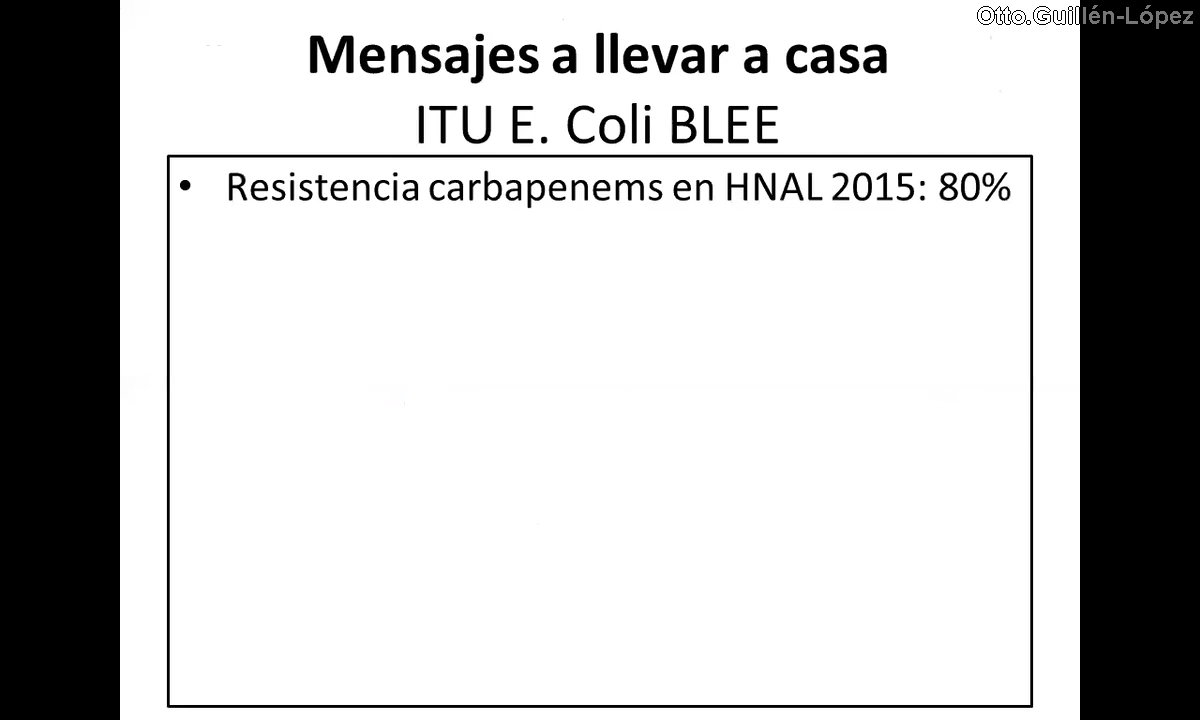 Otto.Guillén-López
Mensajes a llevar a casa
ITU E. Coli BLEE
• Resistencia carbapenems en HNAL 2015: 80%